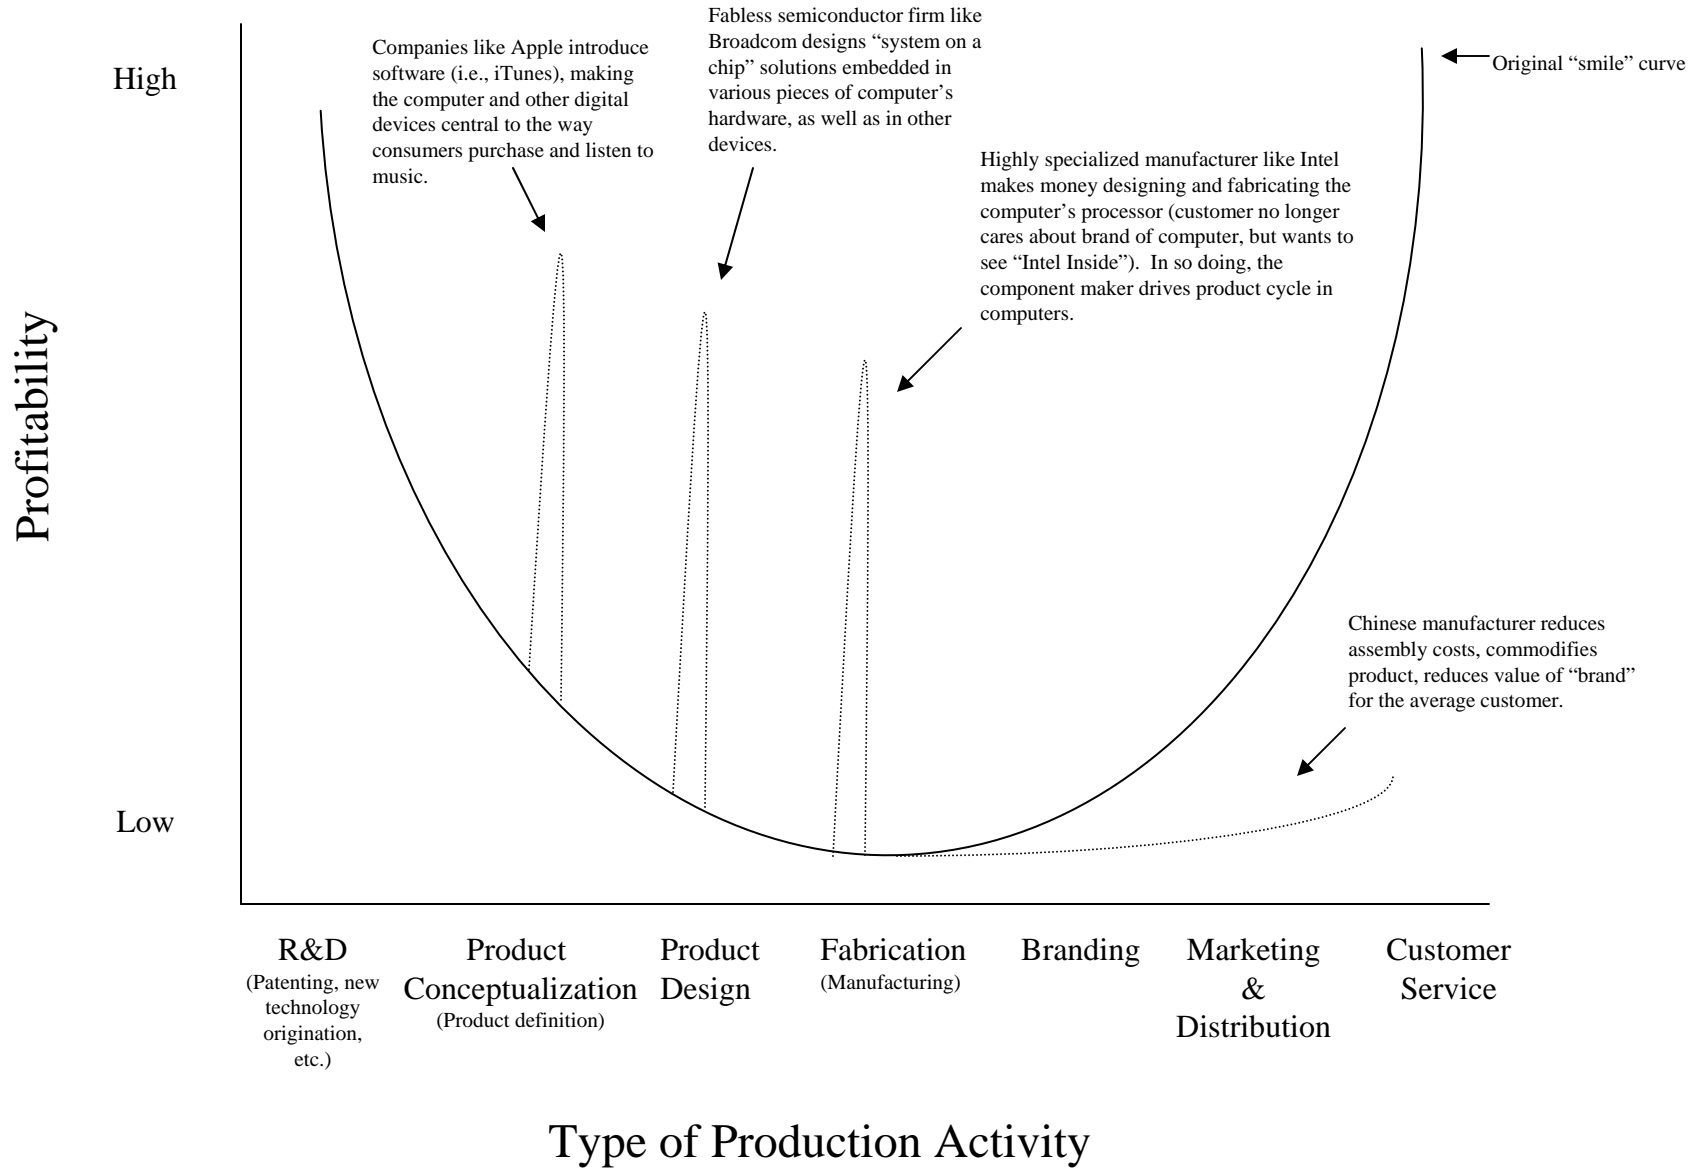 Fabless semiconductor firm like
Broadcom designs “system on a
chip” solutions embedded in
various pieces of computer’s
hardware, as well as in other
devices.
Companies like Apple introduce
software (i.e., iTunes), making
the computer and other digital
devices central to the way
consumers purchase and listen to
music.
Original “smile” curve
High
Highly specialized manufacturer like Intel
makes money designing and fabricating the
computer’s processor (customer no longer
cares about brand of computer, but wants to
see “Intel Inside”).  In so doing, the
component maker drives product cycle in
computers.
Profitability
Chinese manufacturer reduces
assembly costs, commodifies
product, reduces value of “brand”
for the average customer.
Low
R&D
(Patenting, new
technology
origination,
etc.)
Product
Conceptualization
(Product definition)
Product
Design
Fabrication
(Manufacturing)
Branding
Marketing
&
Distribution
Customer
Service
Type of Production Activity